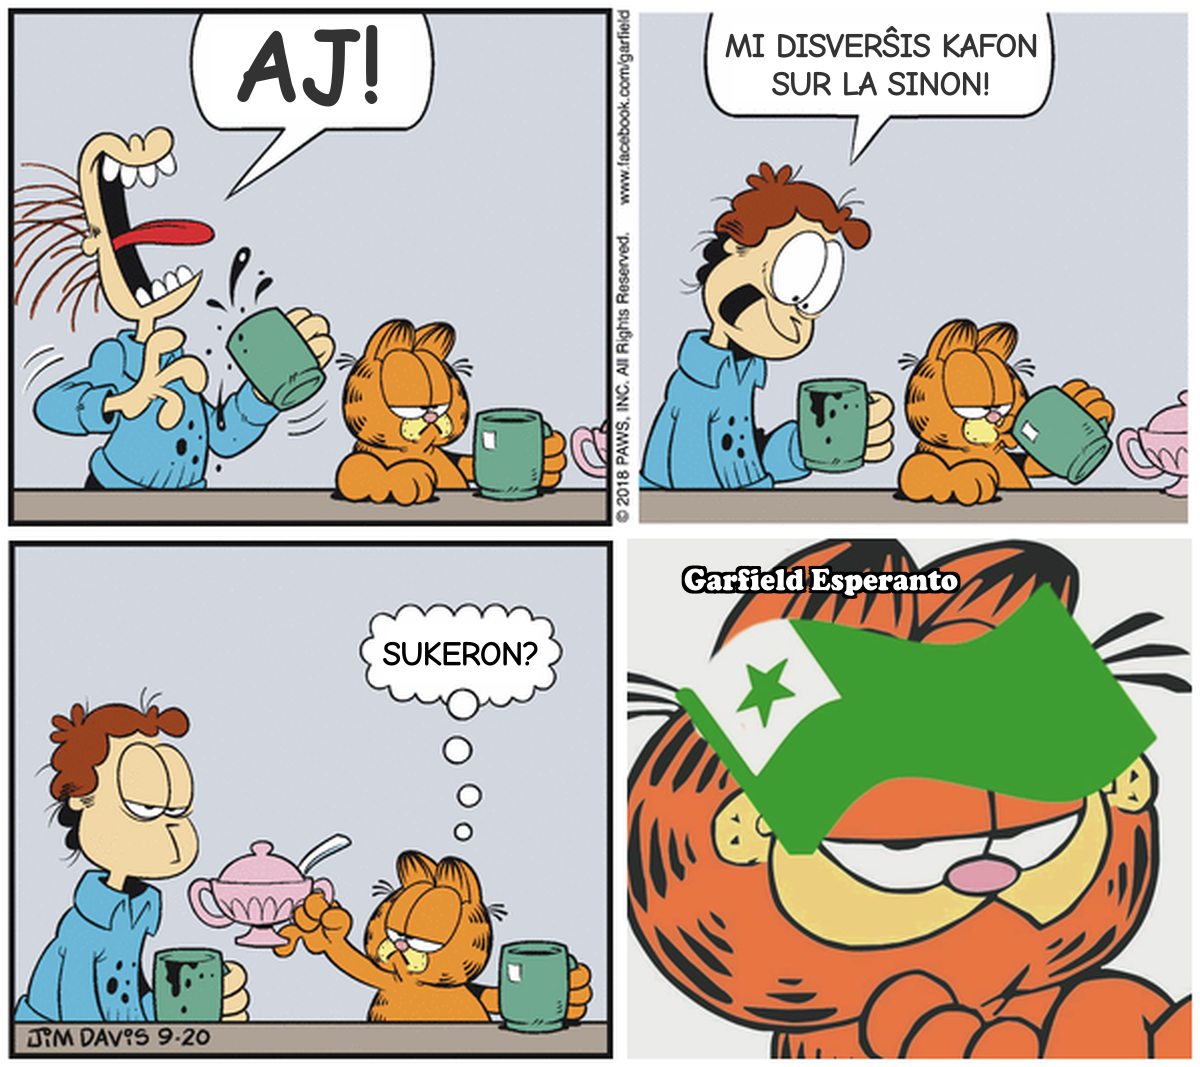 AJ!
www.facebook.com/garfield
© 2018 PAWS, INC. All Rights Reserved.
MI DISVERŜIS KAFON
SUR LA SINON!
SUKERON?
JIM DAVIS 9-20
Garfield Esperanto